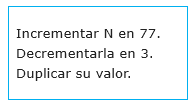 Incrementar N en 77.
Decrementarla en 3.
Duplicar su valor.